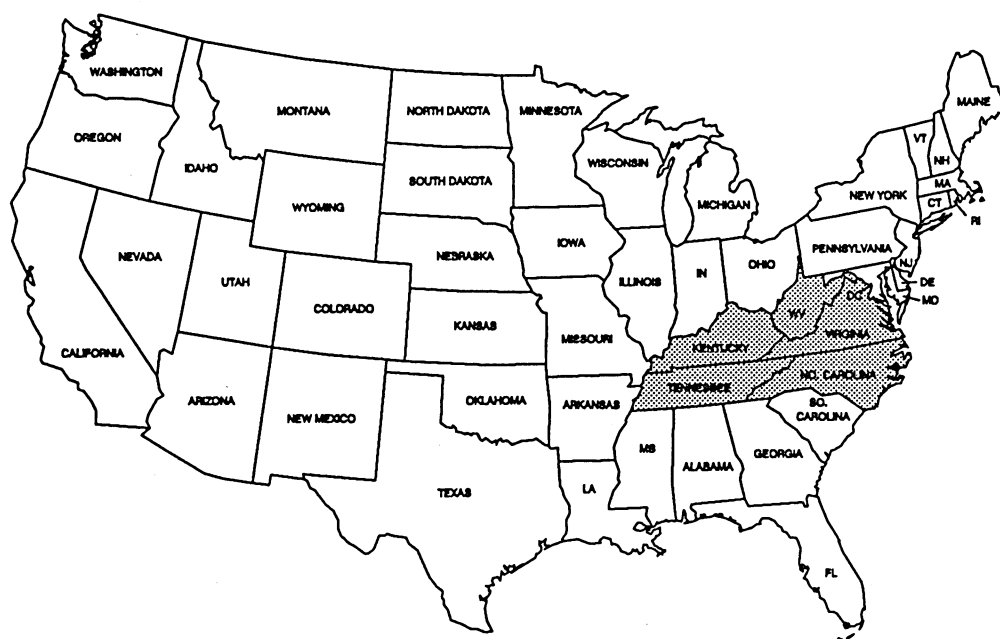 WASHINGTON
MONTANA
NORTH DAKOTA
MINNESOTA
MAINE
OREGON
IDAHO
VT
NH
WISCONSIN
SOUTH DAKOTA
MA
NEW YORK
CT
WYOMING
MICHIGAN
RI
IOWA
PENNSYLVANIA
NEVADA
NEBRASKA
OHIO
NJ
UTAH
ILLINOIS
IN
DE
COLORADO
DC
MD
WV
KANSAS
VIRGINIA
MISSOURI
KENTUCKY
CALIFORNIA
NO. CAROLINA
TENNESSEE
ARIZONA
OKLAHOMA
ARKANSAS
SO.
CAROLINA
NEW MEXICO
MS
GEORGIA
ALABAMA
LA
TEXAS
FL